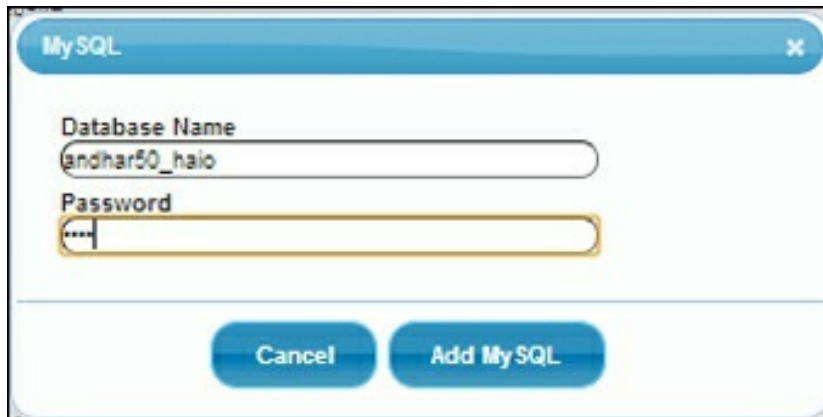 MySQL
Database Name
andhar50_haio
Password
••••
Cancel
Add MySQL